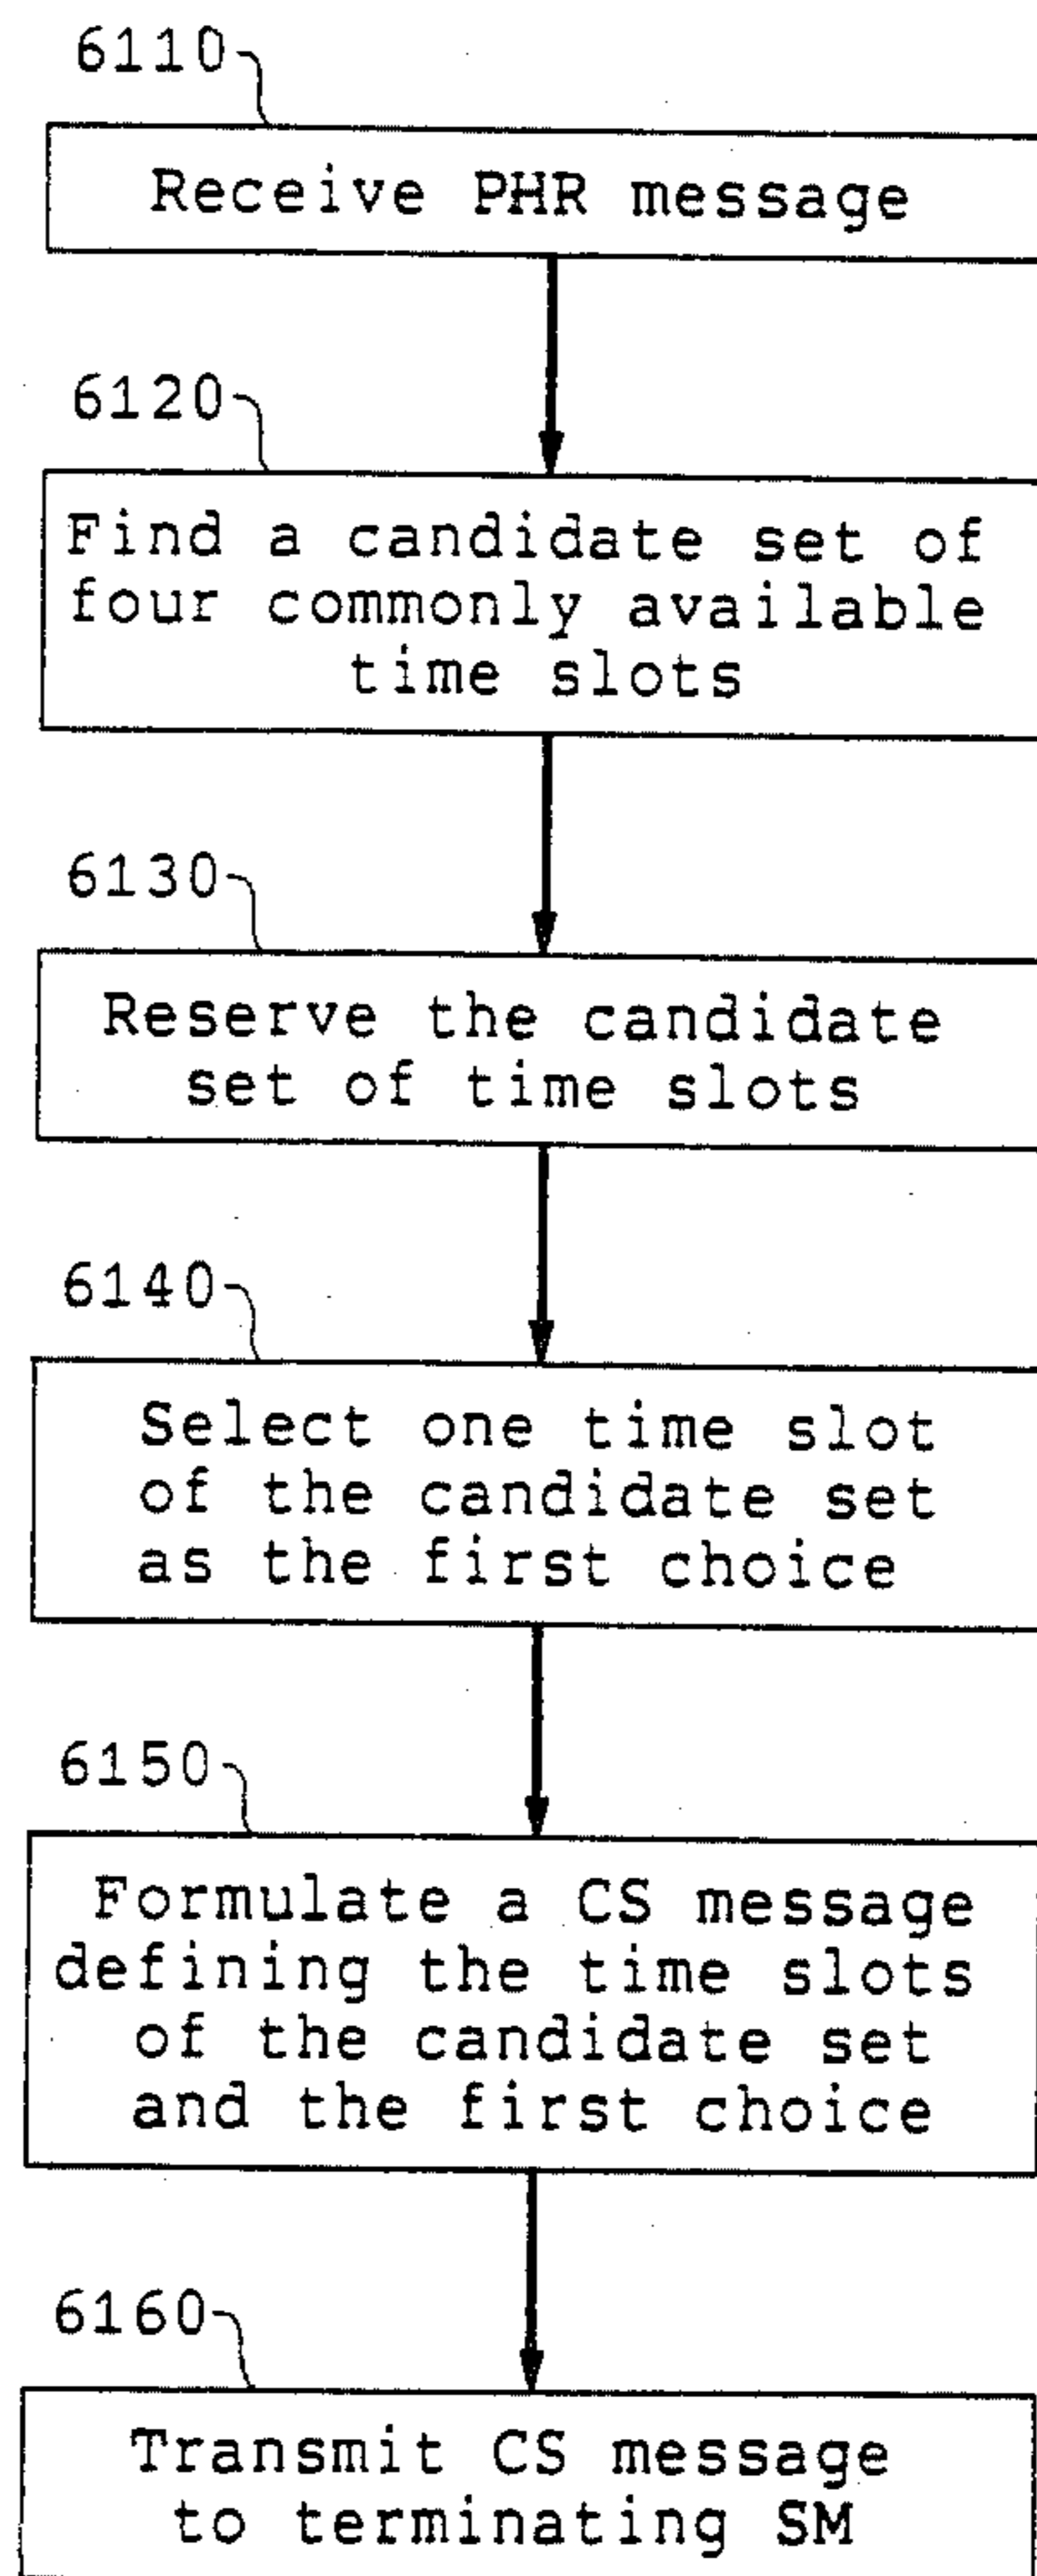 6110
Receive PHR message
6120
Find a candidate set of
four commonly available
time slots
6130
Reserve the candidate
set of time slots
6140
Select one time slot
of the candidate set
as the first choice
6150
Formulate a CS message
defining the time slots
of the candidate set
and the first choice
6160
Transmit CS message
to terminating SM